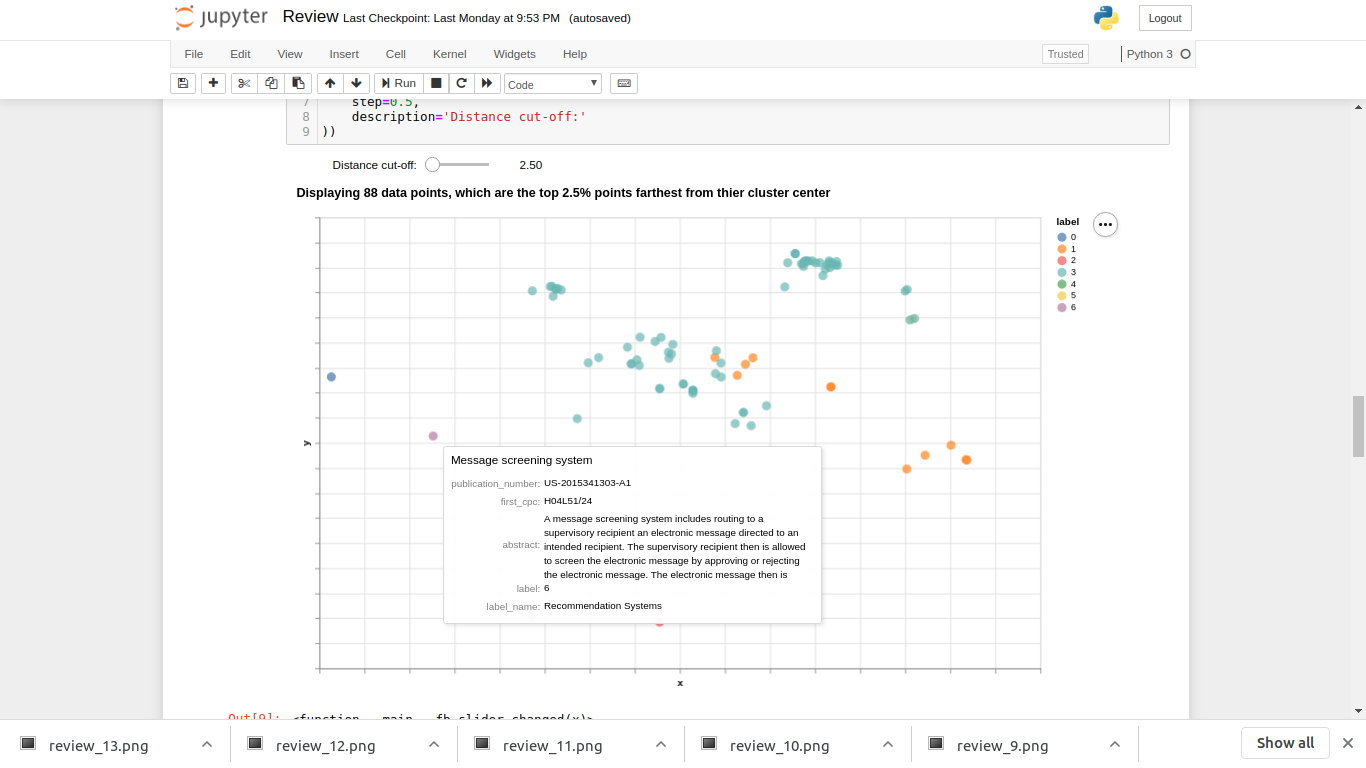 jupyter Review Last Checkpoint: Last Monday at 9:53 PM (autosaved) Logout
File Edit View Insert Cell Kernel Widgets Help Trusted Python 3
Run Code
7 step=0.5,
8 description='Distance cut-off:'
9 ))
Distance cut-off: 2.50
Displaying 88 data points, which are the top 2.5% points farthest from thier cluster center
label
0
1
2
3
4
5
6
y
Message screening system
publication_number: US-2015341303-A1
first_cpc: H04L51/24
abstract: A message screening system includes routing to a
supervisory recipient an electronic message directed to an
intended recipient. The supervisory recipient then is allowed
to screen the electronic message by approving or rejecting
the electronic message. The electronic message then is
label: 6
label_name: Recommendation Systems
x
Out[9]: <function __main__.fb_slider_changed(x)>
review_13.png review_12.png review_11.png review_10.png review_9.png Show all